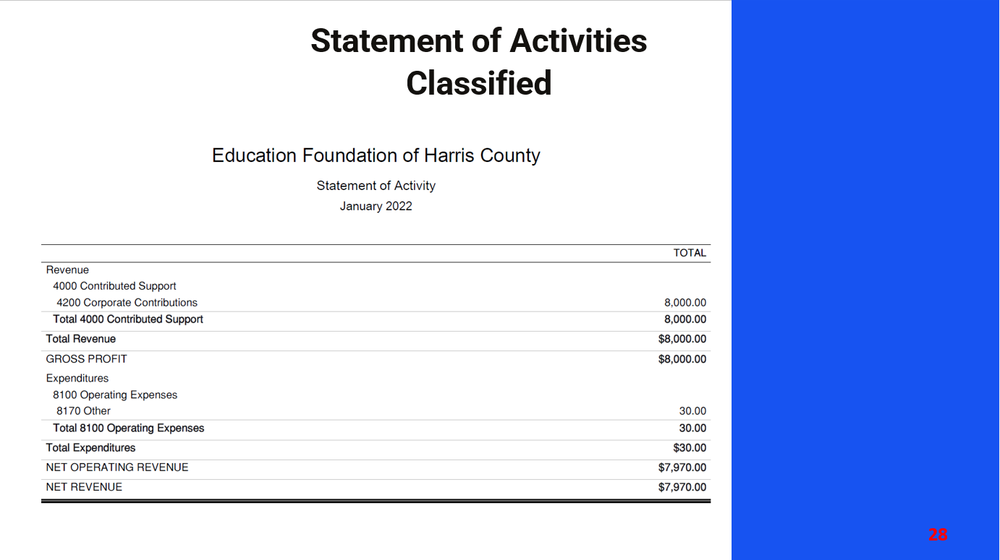 Statement of Activities
Classified
Education Foundation of Harris County
Statement of Activity
January 2022
TOTAL
Revenue
4000 Contributed Support
4200 Corporate Contributions 8,000.00
Total 4000 Contributed Support 8,000.00
Total Revenue $8,000.00
GROSS PROFIT $8,000.00
Expenditures
8100 Operating Expenses
8170 Other 30.00
Total 8100 Operating Expenses 30.00
Total Expenditures $30.00
NET OPERATING REVENUE $7,970.00
NET REVENUE $7,970.00
28